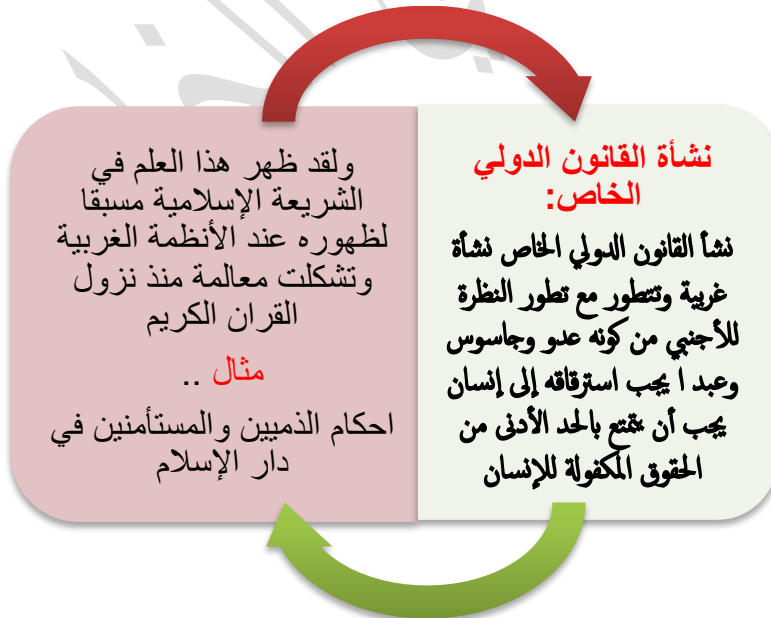 نشأة القانون الدولي
الخاص:
نشأ القانون الدولي الخاص نشأة
غربية وتتطور مع تطور النظرة
للأجنبي من كونه عدو وجاسوس
وعبد ا يجب استرقاقه إلى إنسان
يجب أن يتمتع بالحد الأدنى من
الحقوق المكفولة للإنسان
ولقد ظهر هذا العلم في
الشريعة الإسلامية مسبقا
لظهوره عند الأنظمة الغربية
وتشكلت معالمة منذ نزول
القران الكريم
مثال ..
احكام الذميين والمستأمنين في
دار الإسلام